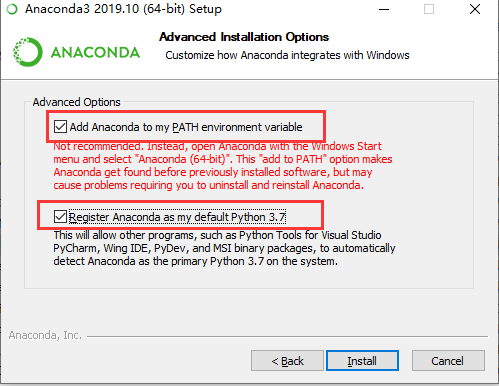 Anaconda3 2019.10 (64-bit) Setup
ANACONDA
Advanced Installation Options
Customize how Anaconda integrates with Windows
Advanced Options
Add Anaconda to my PATH environment variable
Not recommended. Instead, open Anaconda with the Windows Start
menu and select "Anaconda (64-bit)". This "add to PATH" option makes
Anaconda get found before previously installed software, but may
cause problems requiring you to uninstall and reinstall Anaconda.
Register Anaconda as my default Python 3.7
This will allow other programs, such as Python Tools for Visual Studio
PyCharm, Wing IDE, PyDev, and MSI binary packages, to automatically
detect Anaconda as the primary Python 3.7 on the system.
Anaconda, Inc.
< Back
Install
Cancel